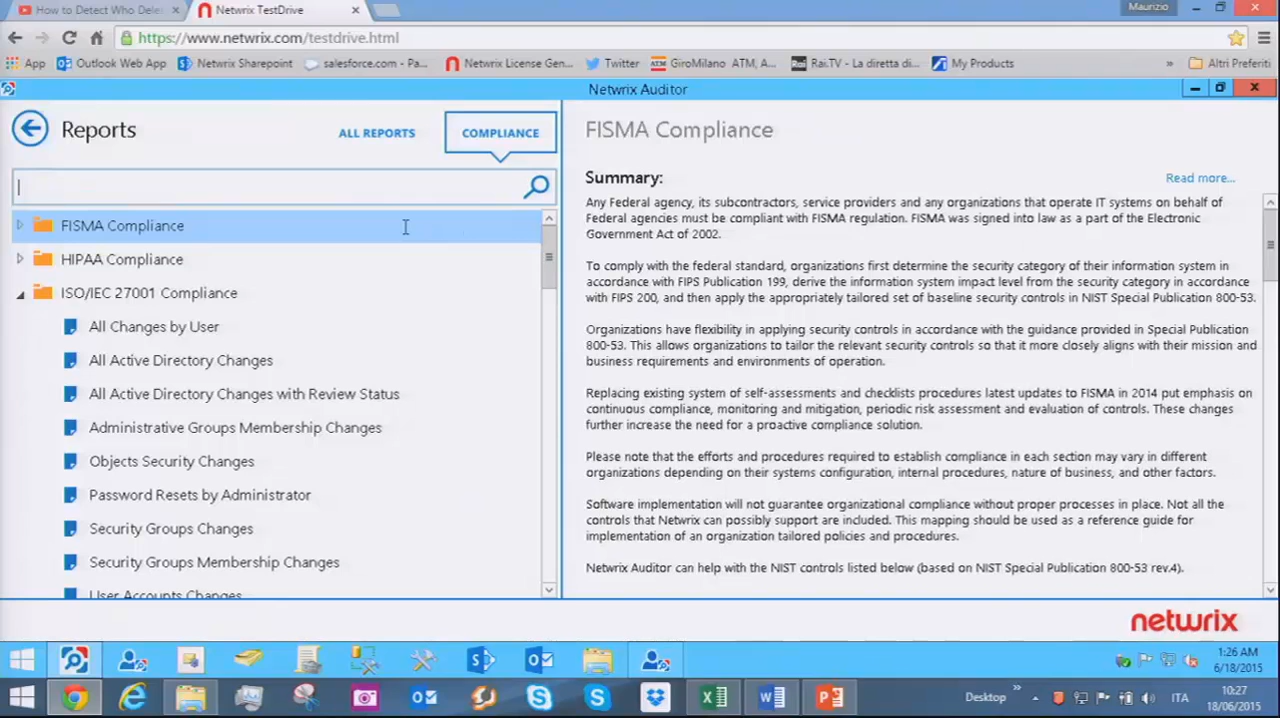 How to Detect Who Dele
Netwrix TestDrive
Maurizio
https://www.netwrix.com/testdrive.html
App
Outlook Web App
Netwrix Sharepoint
salesforce.com - Pa...
Netwrix License Gen...
Twitter
GiroMilano ATM, A...
Rai.TV - La diretta di...
My Products
»
Altri Preferiti
Netwrix Auditor
Reports
ALL REPORTS
COMPLIANCE
FISMA Compliance
HIPAA Compliance
ISO/IEC 27001 Compliance
All Changes by User
All Active Directory Changes
All Active Directory Changes with Review Status
Administrative Groups Membership Changes
Objects Security Changes
Password Resets by Administrator
Security Groups Changes
Security Groups Membership Changes
User Accounts Changes
FISMA Compliance
Summary:
Read more...
Any Federal agency, its subcontractors, service providers and any organizations that operate IT systems on behalf of
Federal agencies must be compliant with FISMA regulation. FISMA was signed into law as a part of the Electronic
Government Act of 2002.
To comply with the federal standard, organizations first determine the security category of their information system in
accordance with FIPS Publication 199, derive the information system impact level from the security category in accordance
with FIPS 200, and then apply the appropriately tailored set of baseline security controls in NIST Special Publication 800-53.
Organizations have flexibility in applying security controls in accordance with the guidance provided in Special Publication
800-53. This allows organizations to tailor the relevant security controls so that it more closely aligns with their mission and
business requirements and environments of operation.
Replacing existing system of self-assessments and checklists procedures latest updates to FISMA in 2014 put emphasis on
continuous compliance, monitoring and mitigation, periodic risk assessment and evaluation of controls. These changes
further increase the need for a proactive compliance solution.
Please note that the efforts and procedures required to establish compliance in each section may vary in different
organizations depending on their systems configuration, internal procedures, nature of business, and other factors.
Software implementation will not guarantee organizational compliance without proper processes in place. Not all the
controls that Netwrix can possibly support are included. This mapping should be used as a reference guide for
implementation of an organization tailored policies and procedures.
Netwrix Auditor can help with the NIST controls listed below (based on NIST Special Publication 800-53 rev.4).
netwrix
1:26 AM
6/18/2015
Desktop
»
ITA
10:27
18/06/2015